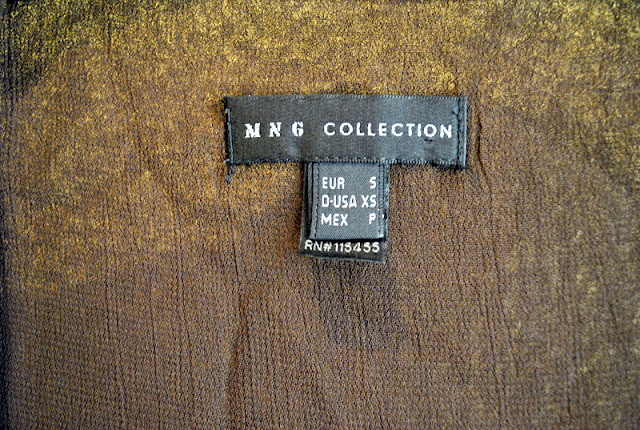 MNG COLLECTION
EUR S
D-USA XS
MEX P
RN#115455